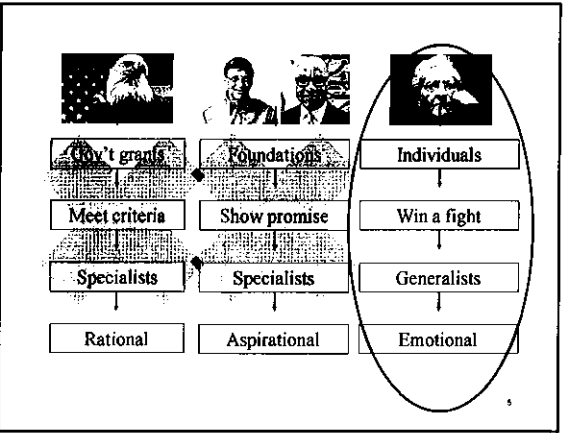 Gov't grants
Foundations
Individuals
Meet criteria
Show promise
Win a fight
Specialists
Specialists
Generalists
Rational
Aspirational
Emotional
5